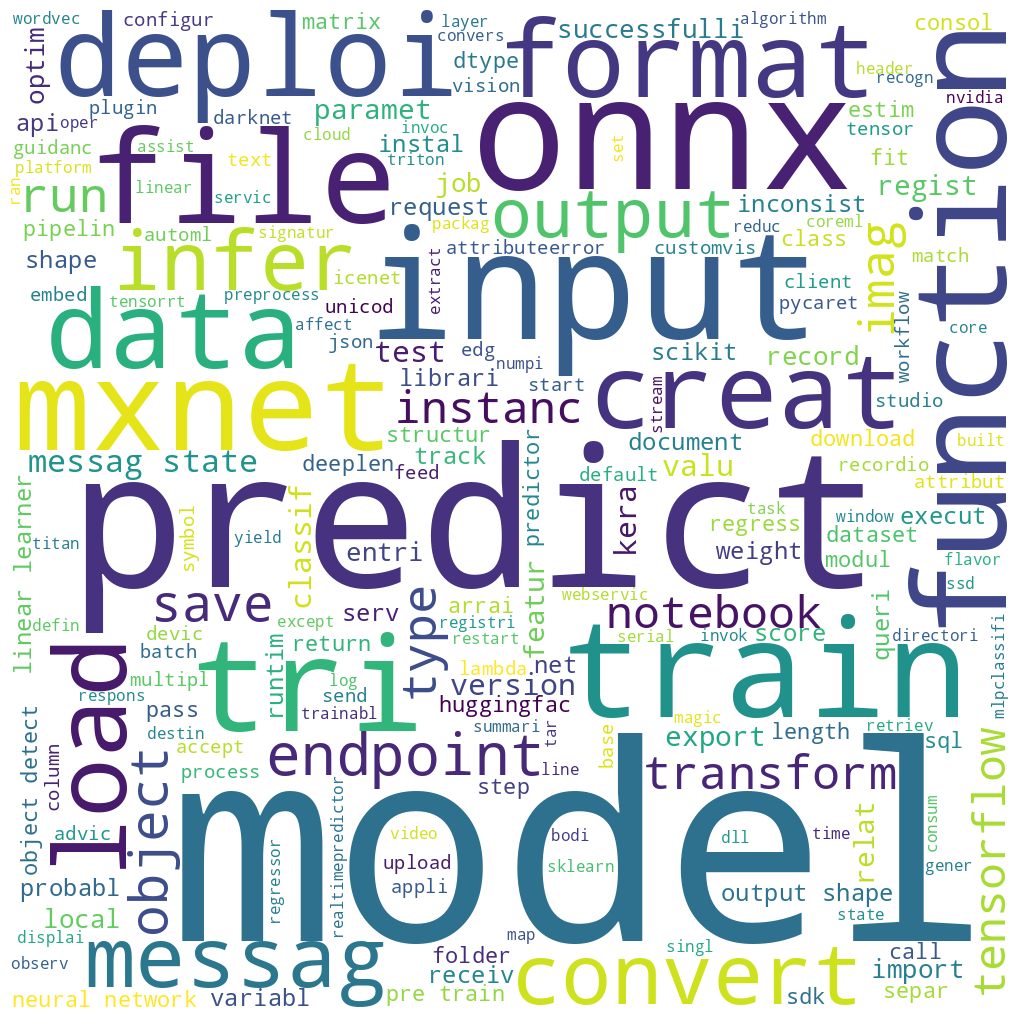 wordvec
configur
matrix
layer
convers
algorithm
consol
deploi
format
successfulli
optim
dtype
vision
header
recogn
nvidia
plugin
darknet
paramet
onnx
estim
tensor
function
api
oper
cloud
invoc
instal
triton
set
fit
guidanc
assist
text
file
platform
linear
servic
ran
run
job
request
output
packag
inconsist
regist
reduc
coreml
class
pipelin
automl
signatur
attributeerror
customvis
imag
match
shape
infer
icenet
extract
input
client
pycaret
embed
tensorrt
preprocess
unicod
data
affect
json
test
edg
numpi
scikit
record
workflow
core
mxnet
librari
start
stream
creat
studio
instanc
structur
track
document
download
built
messag state
deeplen
feed
default
valu
recordio
attribut
predict
kera
task
regress
window
execut
dataset
linear learner
titan
symbol
yield
classif
entri
feature predictor
weight
modul
flavor
ssd
save
serv
type
arrai
webservic
notebook
queri
defin
devic
except
registri
restart
serial
invok
score
directori
mlpclassifi
batch
runtim
return
tri
lambda
net
train
multipl
log
send
version
respons
pass
trainabl
huggingfac
load
destin
summari
magic
retriev
object detect
column
accept
endpoint
tar
base
export
length
sql
object
process
line
step
transform
tensorflow
advic
model
regressor
realtimepredictor
video
bodi
dll
time
relat
consum
probabl
upload
appli
sklearn
output shape
gener
local
state
displai
messag
map
singl
call
observ
folder
receiv
convert
import
neural network
variabl
pre train
sdk
separ